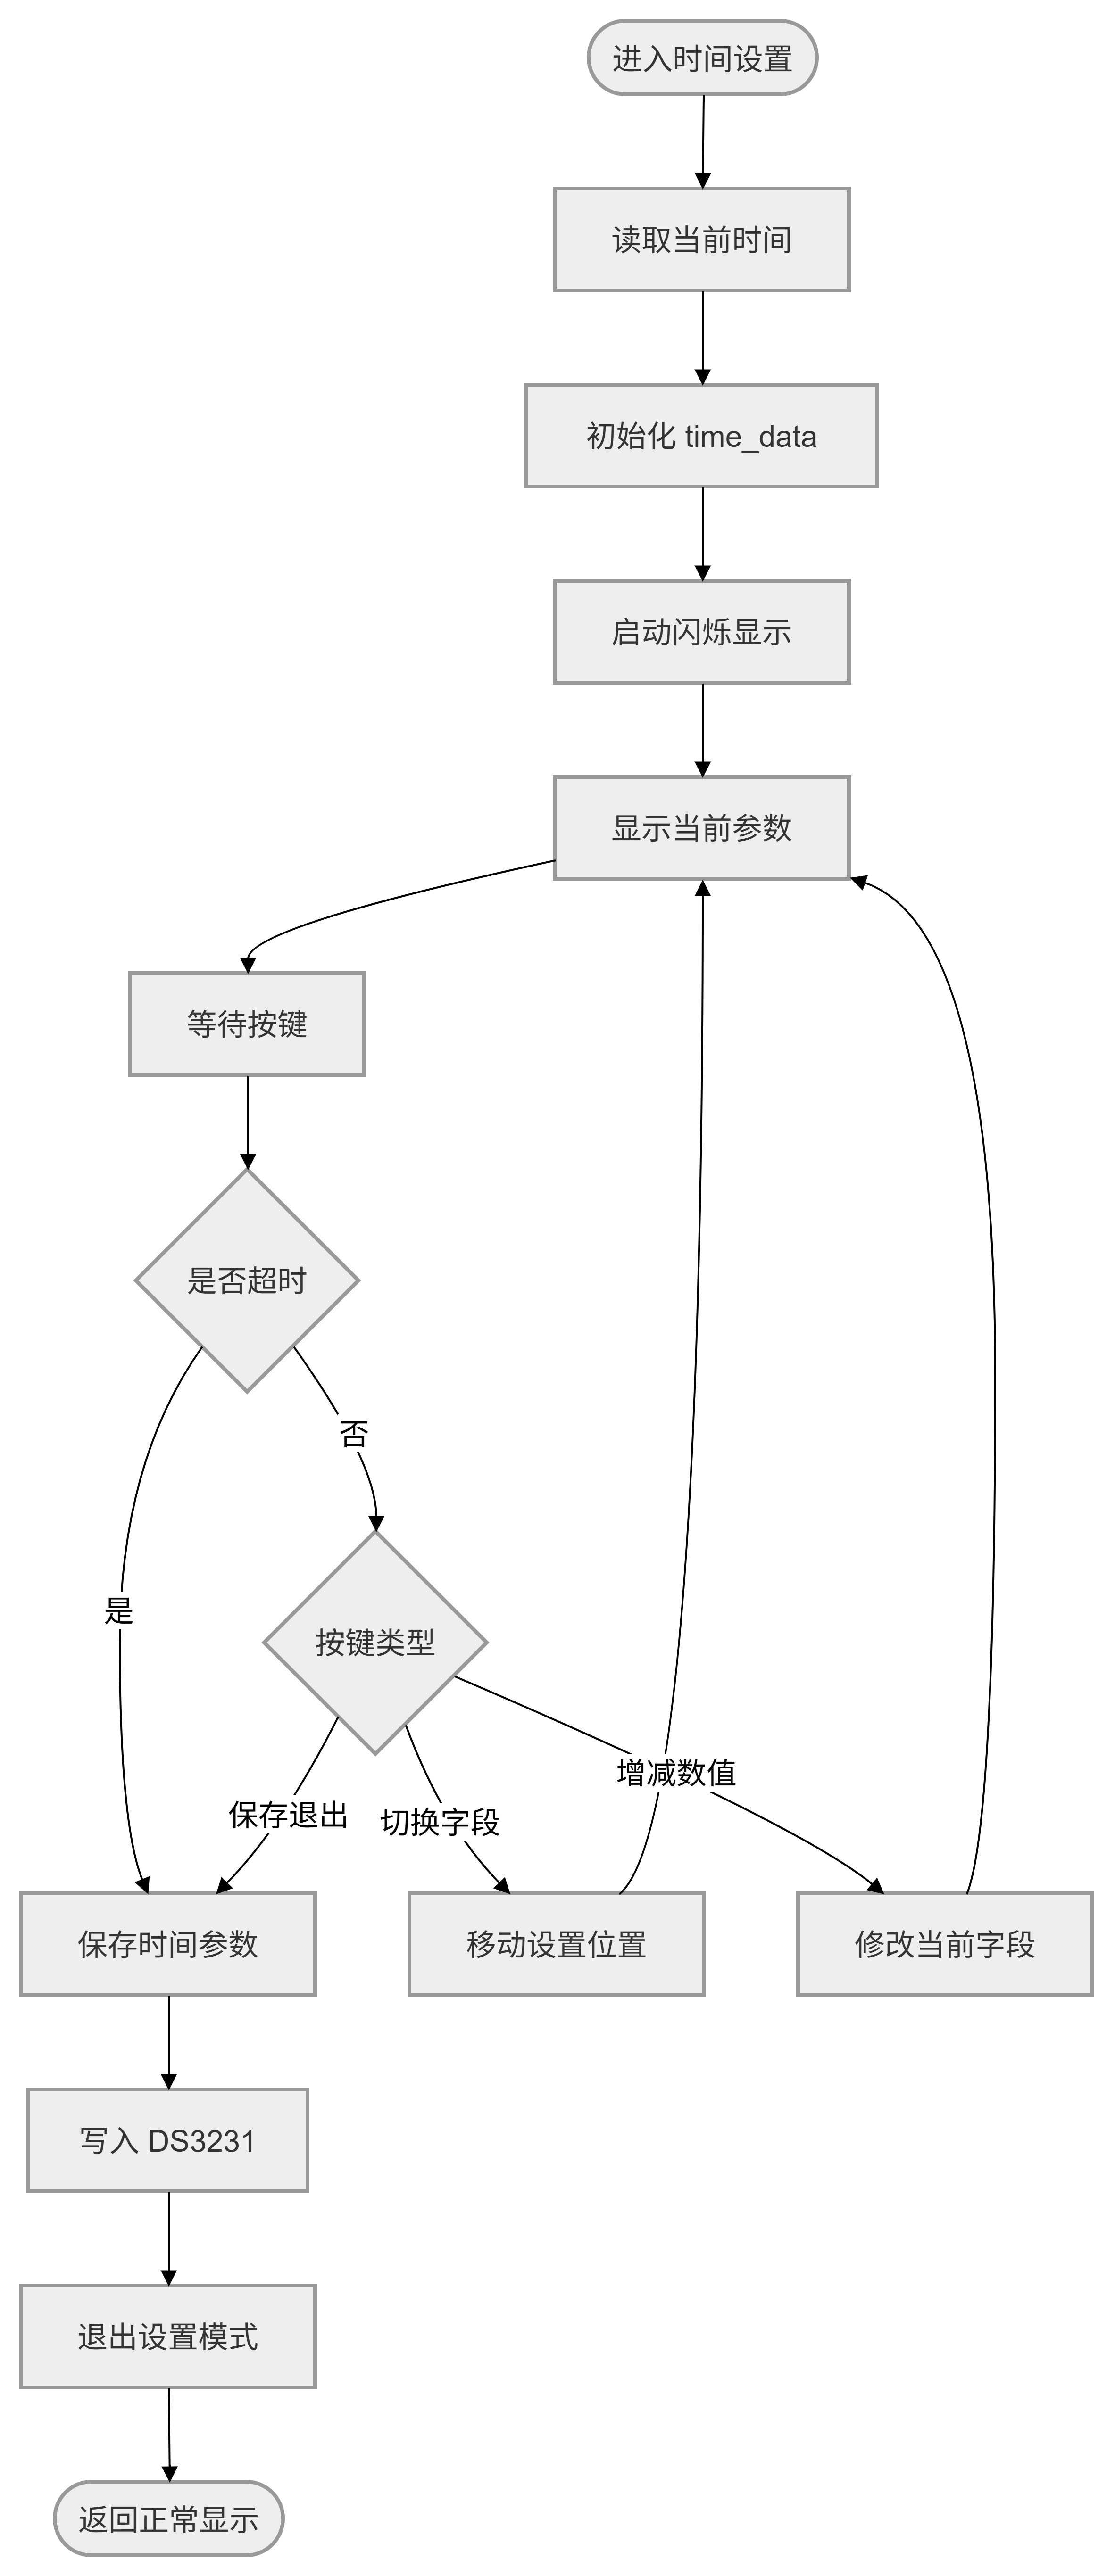 进入时间设置
读取当前时间
初始化 time_data
启动闪烁显示
显示当前参数
等待按键
是否超时
否
是
按键类型
增减数值
保存退出
切换字段
保存时间参数
移动设置位置
修改当前字段
写入 DS3231
退出设置模式
返回正常显示